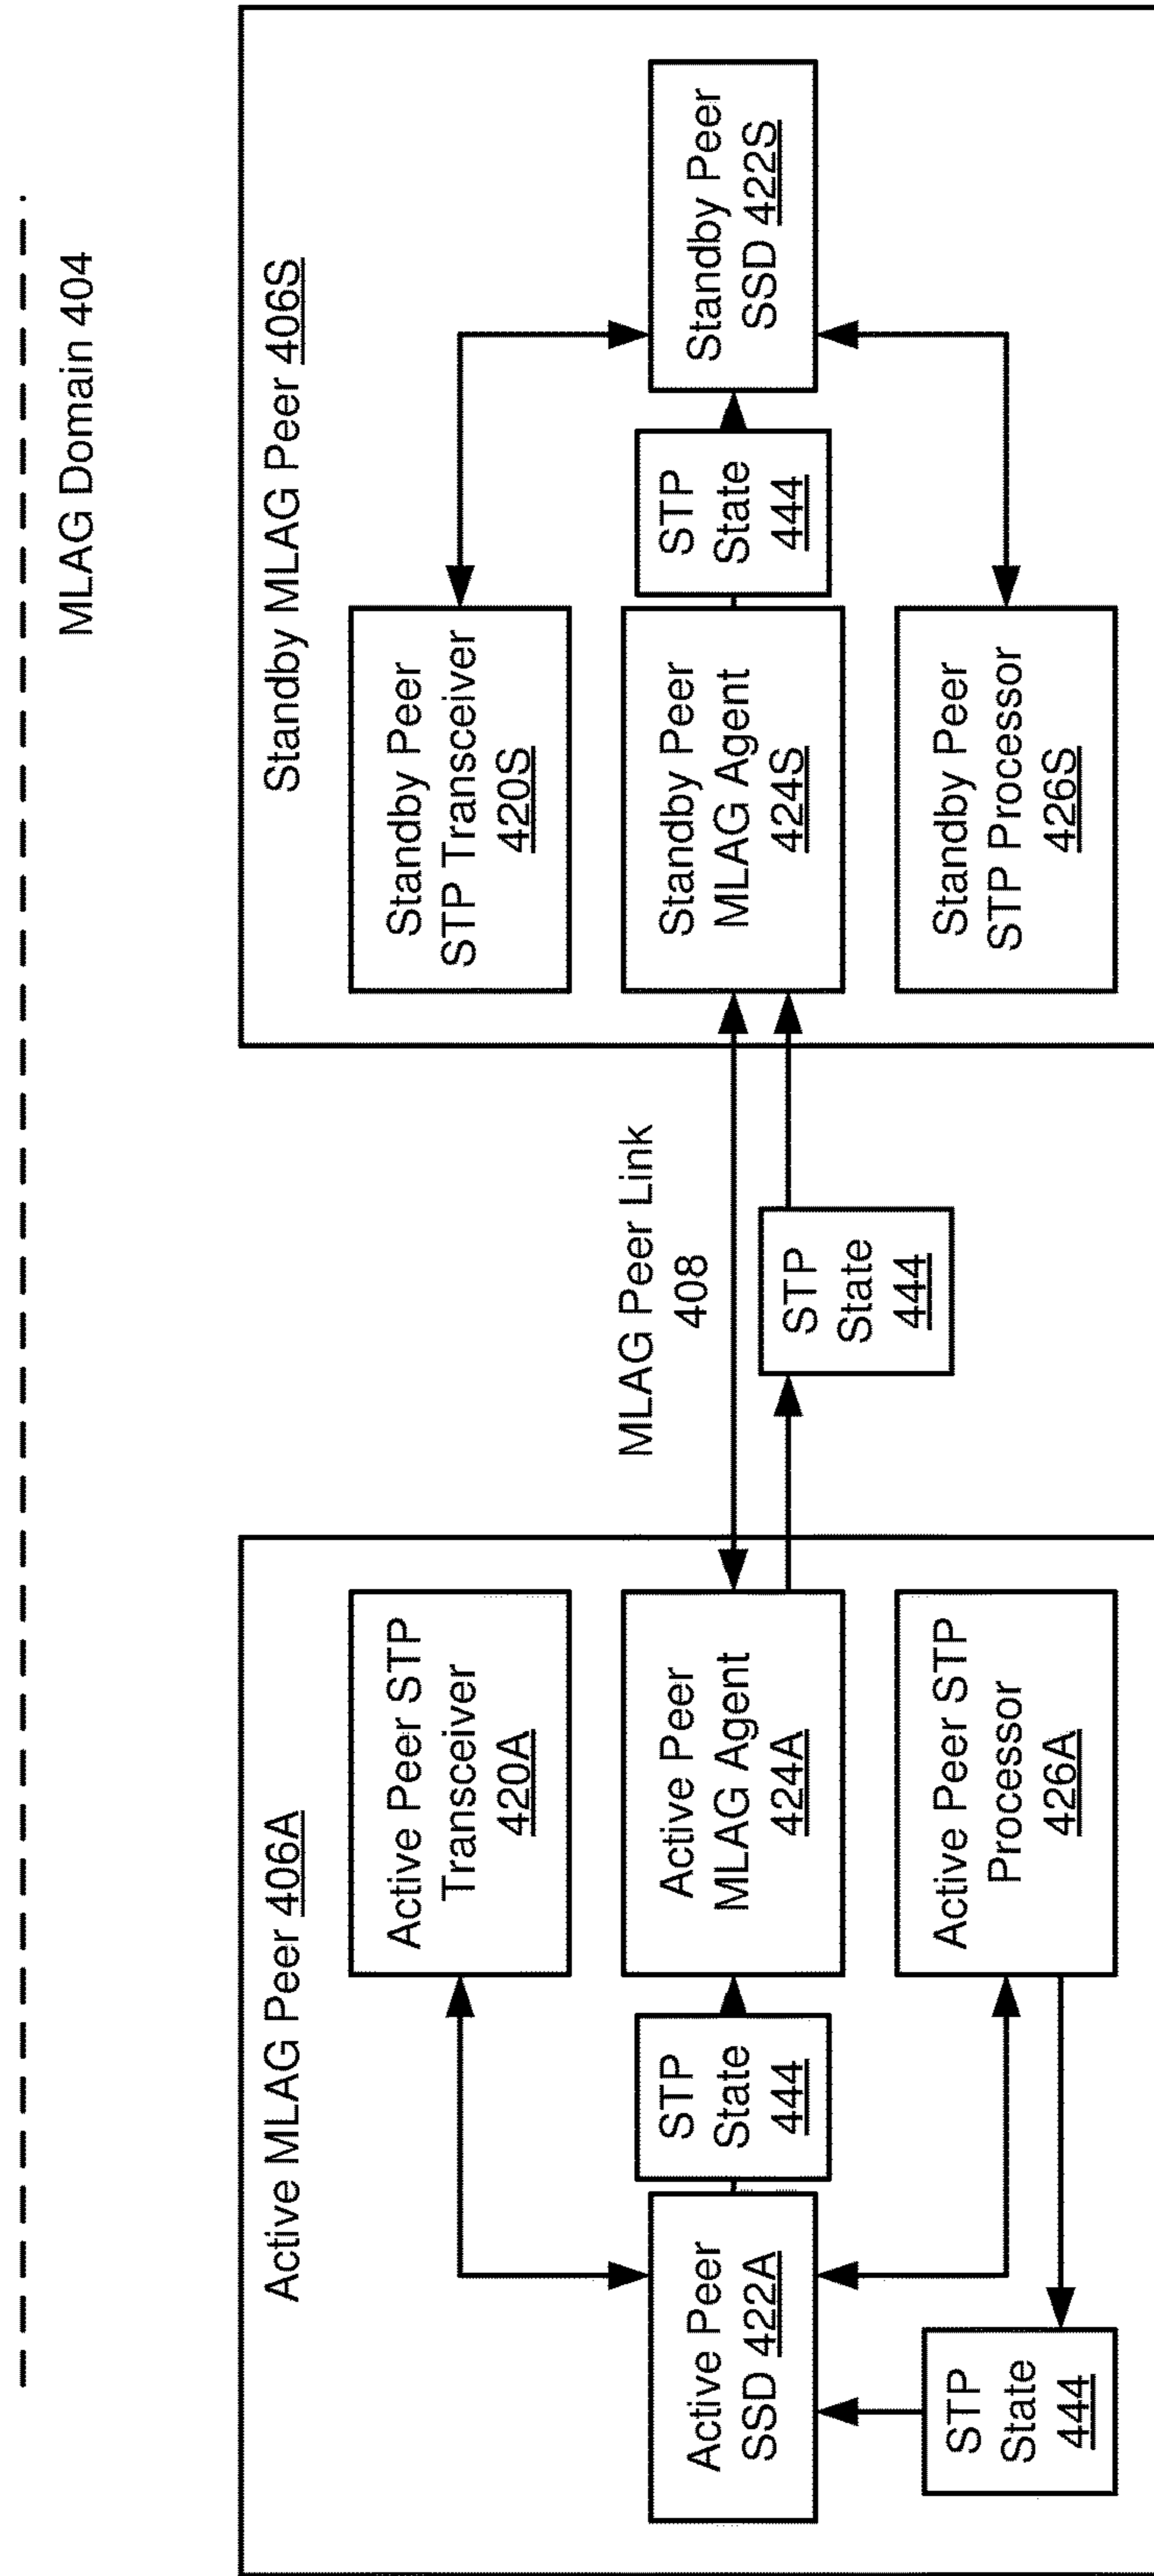 MLAG Domain 404
Active MLAG Peer 406A
Active Peer STP
Transceiver
420A
Active Peer
SSD 422A
STP
State
444
Active Peer
MLAG Agent
424A
STP
State
444
Active Peer STP
Processor
426A
MLAG Peer Link
408
STP
State
444
Standby MLAG Peer 406S
Standby Peer
STP Transceiver
420S
Standby Peer
MLAG Agent
424S
STP
State
444
Standby Peer
SSD 422S
Standby Peer
STP Processor
426S